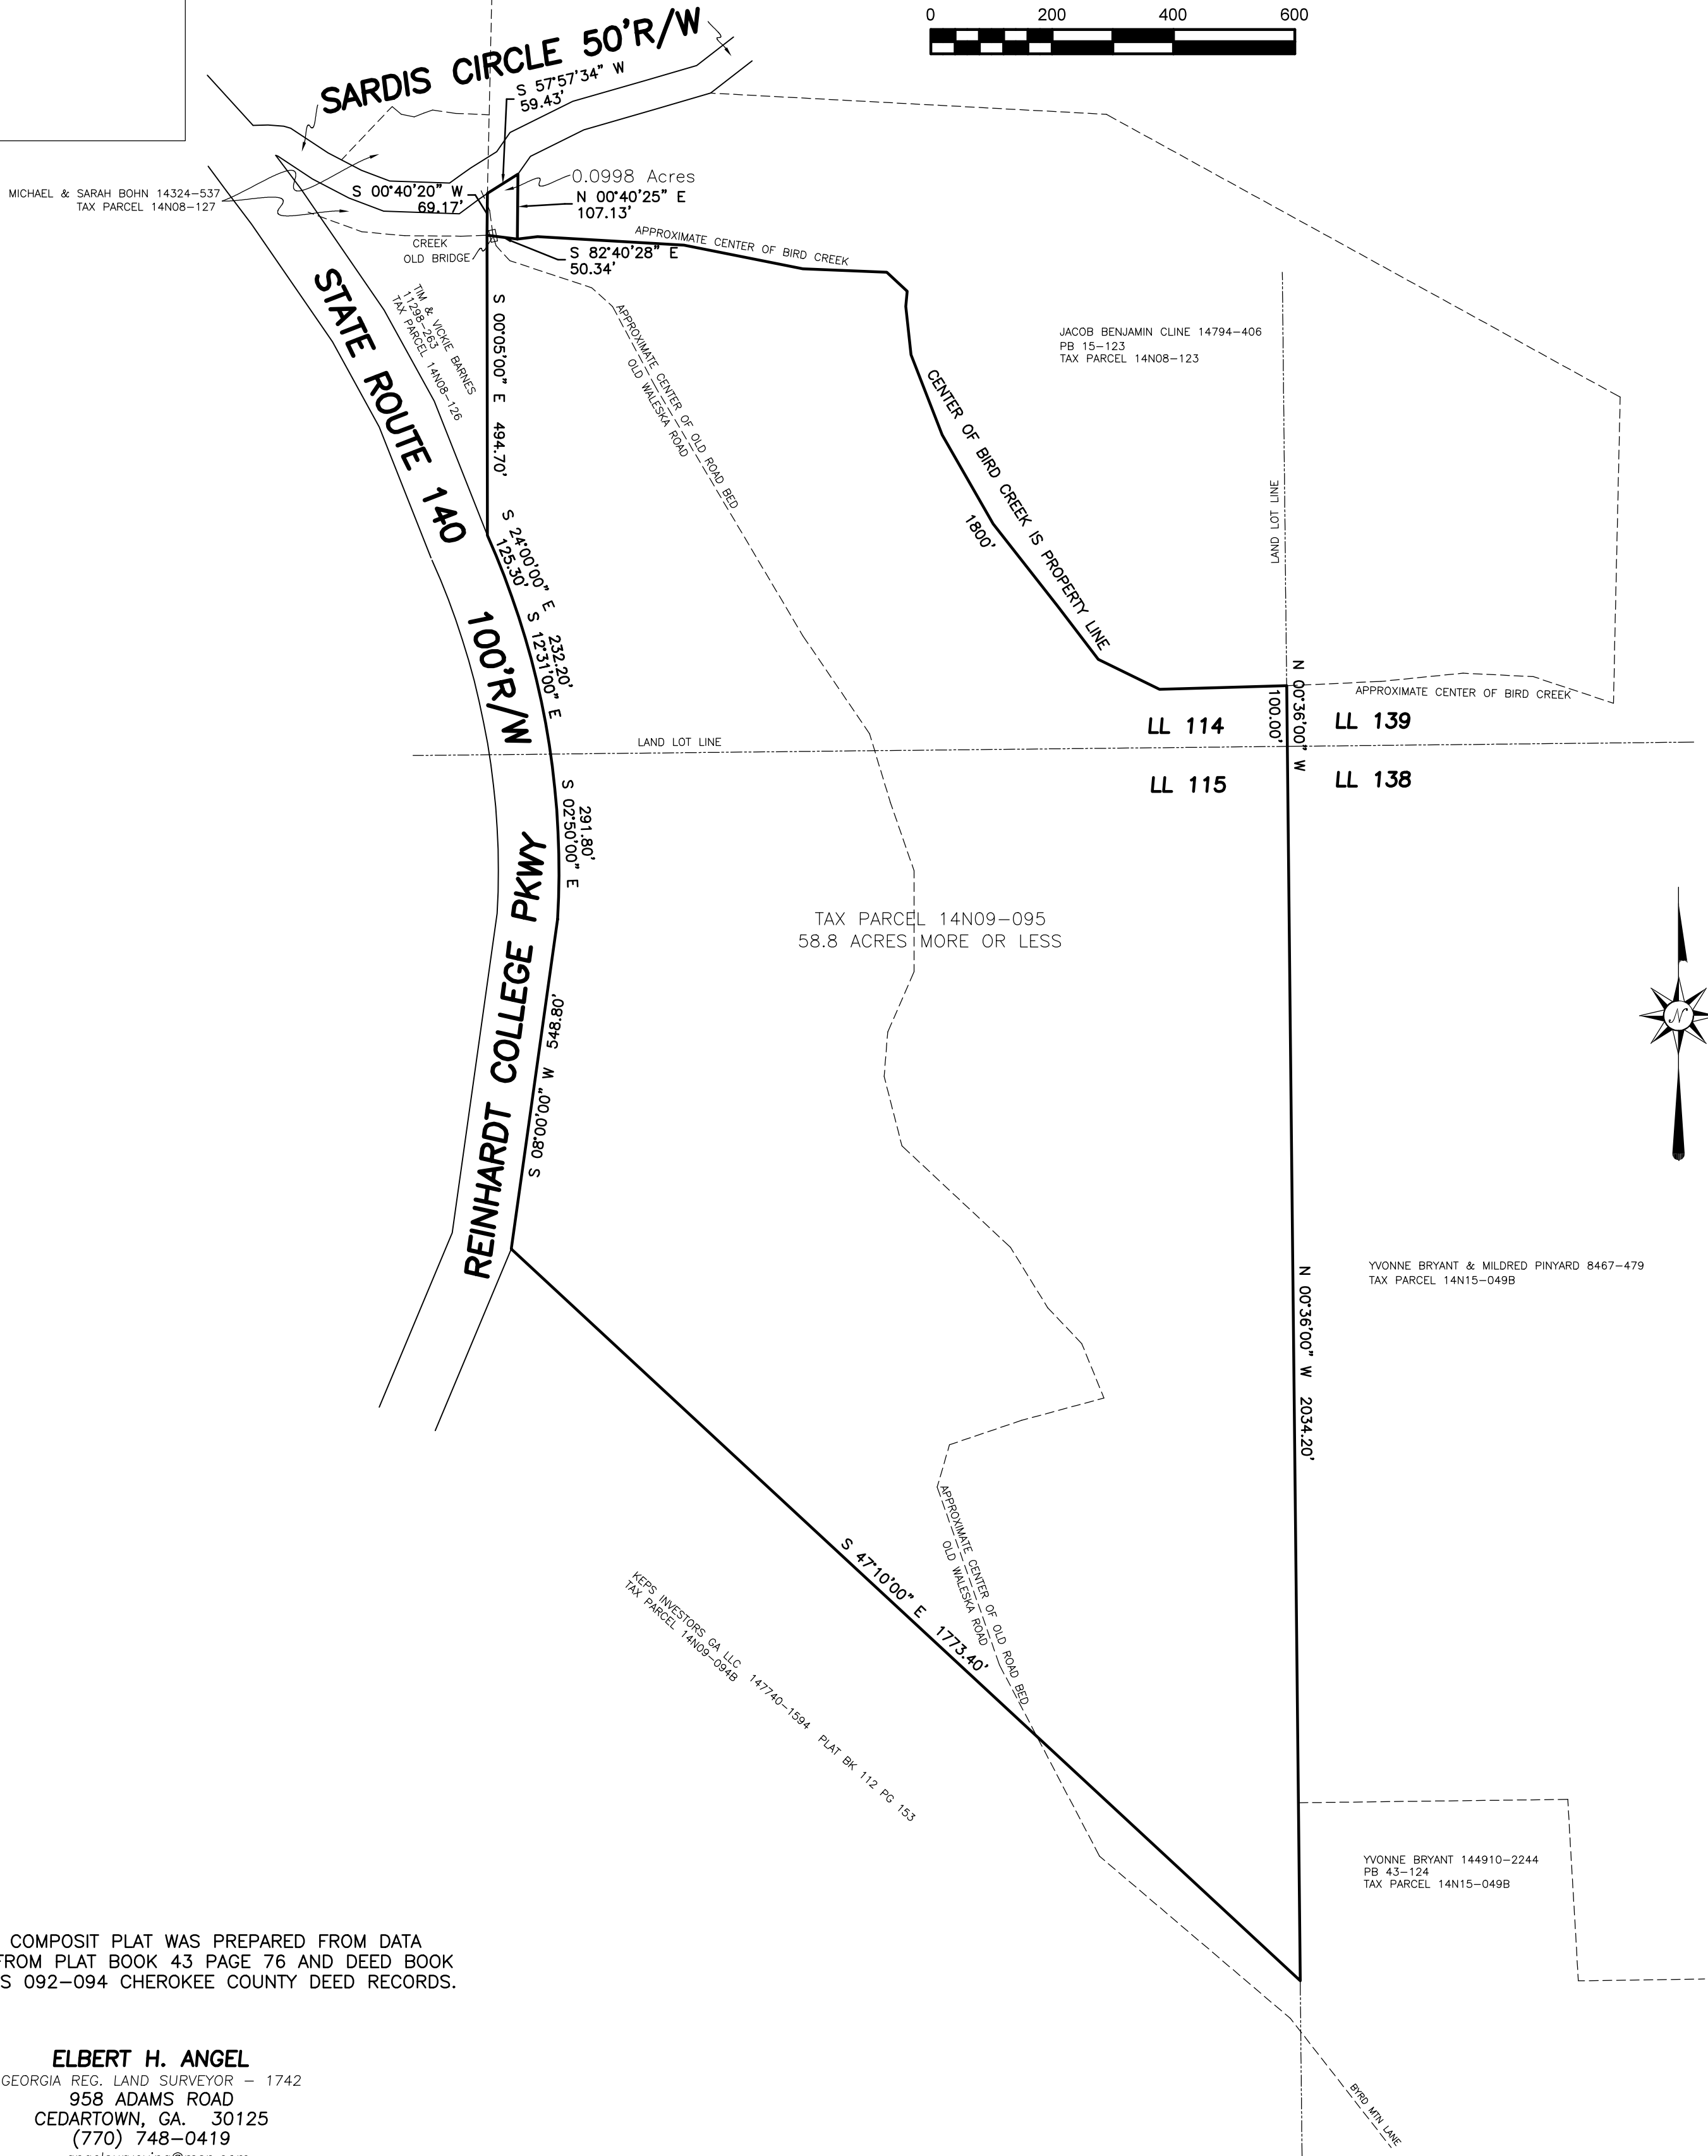 0 200 400 600
SARDIS CIRCLE 50'R/W
S 57°57'34" W
59.43'
0.0998 Acres
MICHAEL & SARAH BOHN 14324-537
TAX PARCEL 14N08-127
S 00°40'20" W
69.17'
N 00°40'25" E
107.13'
CREEK
OLD BRIDGE
S 82°40'28" E
50.34'
APPROXIMATE CENTER OF BIRD CREEK
STATE ROUTE 140 100'R/W
TIM & VICKIE BARNES
11298-263
TAX PARCEL 14N08-126
S 00°05'00" E 494.70'
APPROXIMATE CENTER OF OLD ROAD BED
OLD WALESKA ROAD
JACOB BENJAMIN CLINE 14794-406
PB 15-123
TAX PARCEL 14N08-123
CENTER OF BIRD CREEK IS PROPERTY LINE
1800'
LAND LOT LINE
S 24°00'00" E
125.30'
232.20'
S 12°31'00" E
N 00°36'00" W
100.00'
APPROXIMATE CENTER OF BIRD CREEK
LL 114
LL 139
LAND LOT LINE
LL 115
LL 138
291.80'
S 02°50'00" E
REINHARDT COLLEGE PKWY
TAX PARCEL 14N09-095
58.8 ACRES MORE OR LESS
S 08°00'00" W 548.80'
N
YVONNE BRYANT & MILDRED PINYARD 8467-479
TAX PARCEL 14N15-049B
N 00°36'00" W 2034.20'
APPROXIMATE CENTER OF OLD ROAD BED
OLD WALESKA ROAD
S 47°10'00" E 1773.40'
KEPS INVESTORS GA LLC 147740-1594 PLAT BK 112 PG 153
TAX PARCEL 14N09-094B
YVONNE BRYANT 144910-2244
PB 43-124
TAX PARCEL 14N15-049B
COMPOSIT PLAT WAS PREPARED FROM DATA
FROM PLAT BOOK 43 PAGE 76 AND DEED BOOK
S 092-094 CHEROKEE COUNTY DEED RECORDS.
ELBERT H. ANGEL
GEORGIA REG. LAND SURVEYOR - 1742
958 ADAMS ROAD
CEDARTOWN, GA. 30125
(770) 748-0419
BYRD MTN LANE